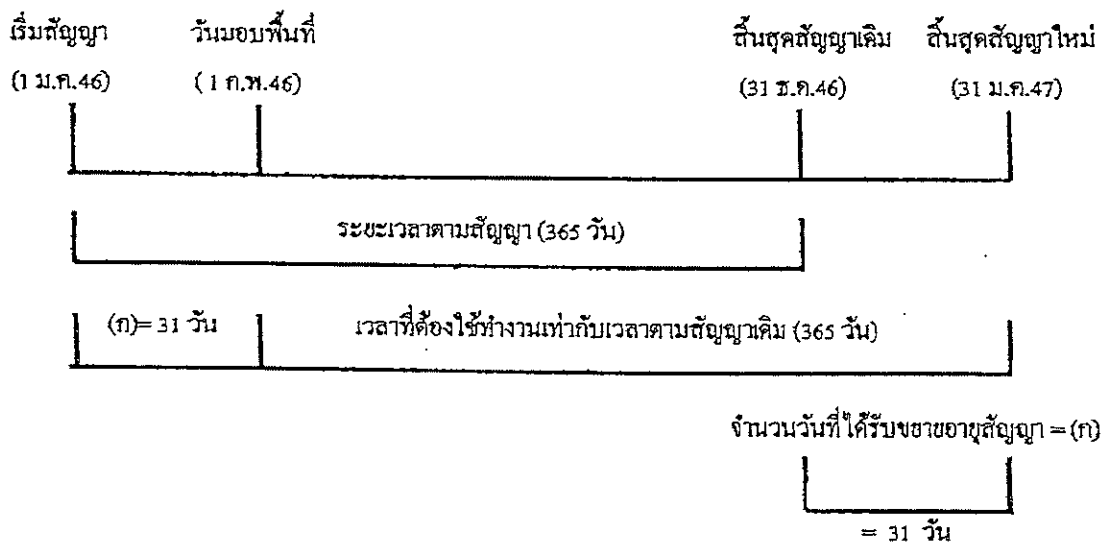 เริ่มสัญญา วันมอบพื้นที่ สิ้นสุดสัญญาเดิม สิ้นสุดสัญญาใหม่
(1 ม.ค.46) (1 ก.พ.46) (31 ธ.ค.46) (31 ม.ค.47)
ระยะเวลาตามสัญญา (365 วัน)
(ก)= 31 วัน เวลาที่ต้องใช้ทำงานเท่ากับเวลาตามสัญญาเดิม (365 วัน)
จำนวนวันที่ได้รับขยายอายุสัญญา = (ก)
= 31 วัน